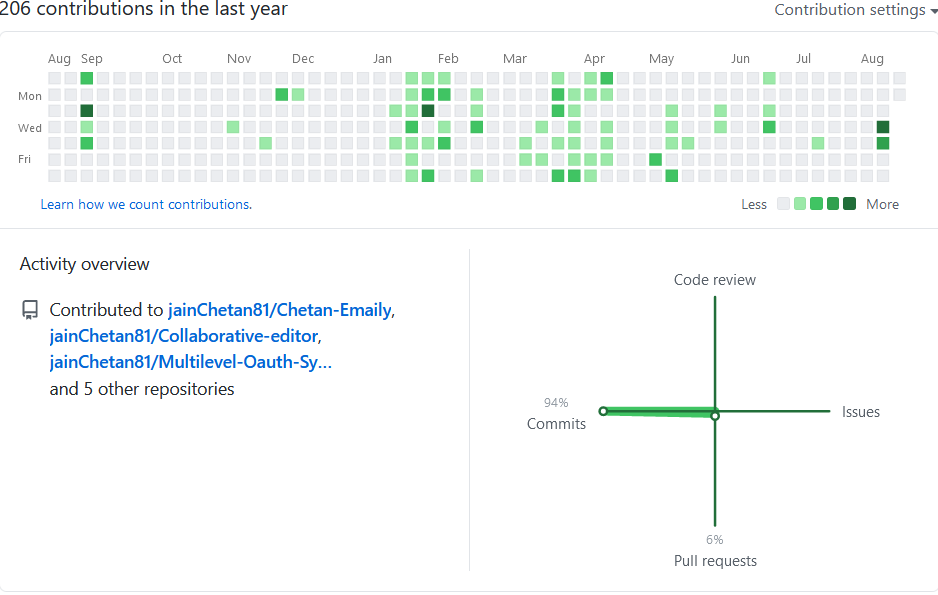 206 contributions in the last year
Contribution settings
Aug Sep Oct Nov Dec Jan Feb Mar Apr May Jun Jul Aug
Mon
Wed
Fri
Learn how we count contributions.
Less More
Activity overview
Contributed to jainChetan81/Chetan-Emaily,
jainChetan81/Collaborative-editor,
jainChetan81/Multilevel-Oauth-Sy...
and 5 other repositories
Code review
94%
Commits
Issues
6%
Pull requests